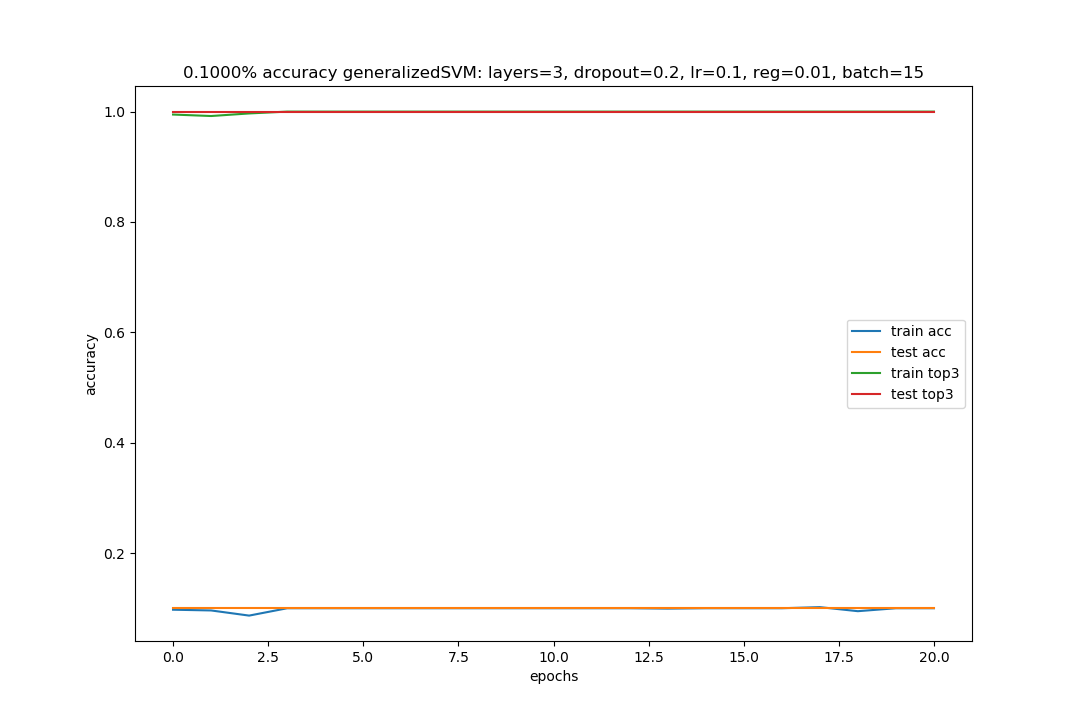 0.1000% accuracy generalizedSVM: layers=3, dropout=0.2, lr=0.1, reg=0.01, batch=15
1.0
0.8
0.6
0.4
0.2
accuracy
train acc
test acc
train top3
test top3
0.0 2.5 5.0 7.5 10.0 12.5 15.0 17.5 20.0
epochs